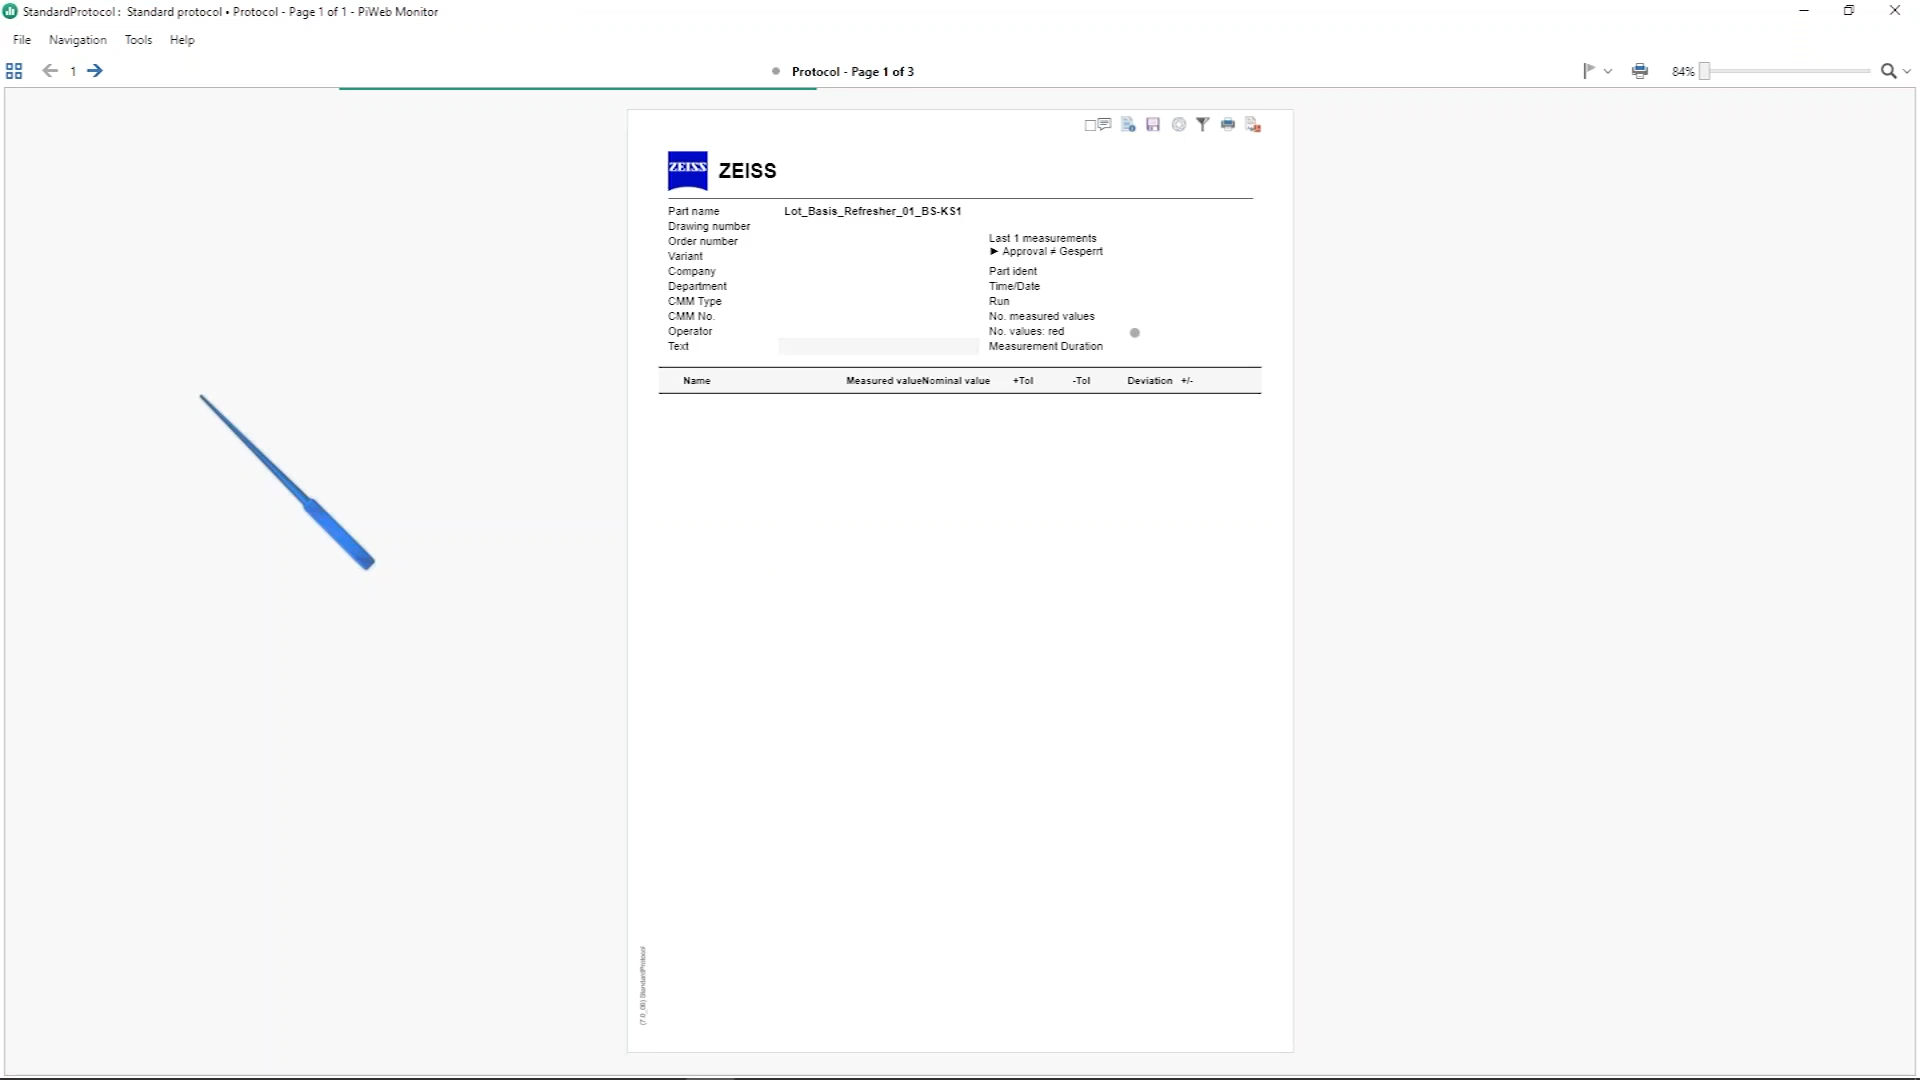 StandardProtocol : Standard protocol • Protocol - Page 1 of 1 - PiWeb Monitor
File Navigation Tools Help
1
Protocol - Page 1 of 3
84%
ZEISS ZEISS
Part name Lot_Basis_Refresher_01_BS-KS1
Drawing number
Order number
Variant
Company
Department
CMM Type
CMM No.
Operator
Text
Last 1 measurements
► Approval ≠ Gesperrt
Part ident
Time/Date
Run
No. measured values
No. values: red
Measurement Duration
Name Measured value Nominal value +Tol -Tol Deviation +/-
(7.0_06) StandardProtocol